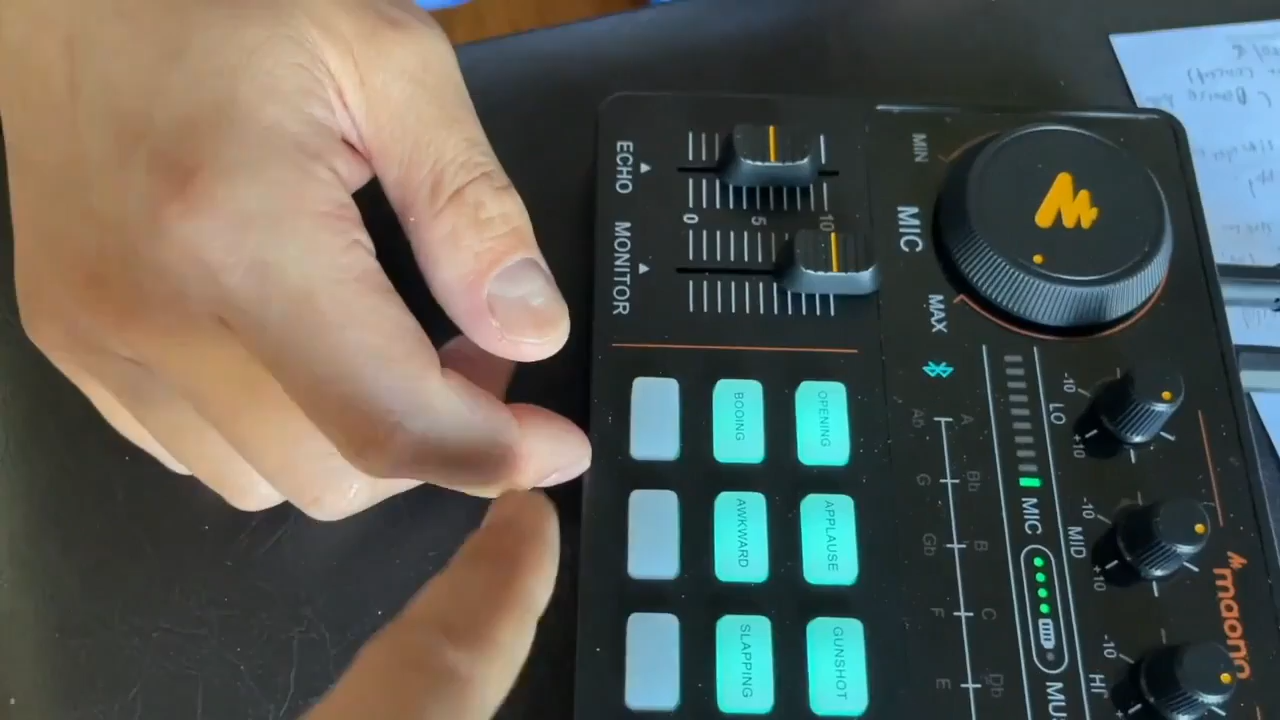 ECHO
0 5 10
MONITOR
MIN
MIC
MAX
BOOING
OPENING
AWKWARD
APPLAUSE
SLAPPING
GUNSHOT
Ab A
G Bb
Gb B
F C
E Db
MIC
-10 LO +10
-10 MID +10
-10 HI
maono